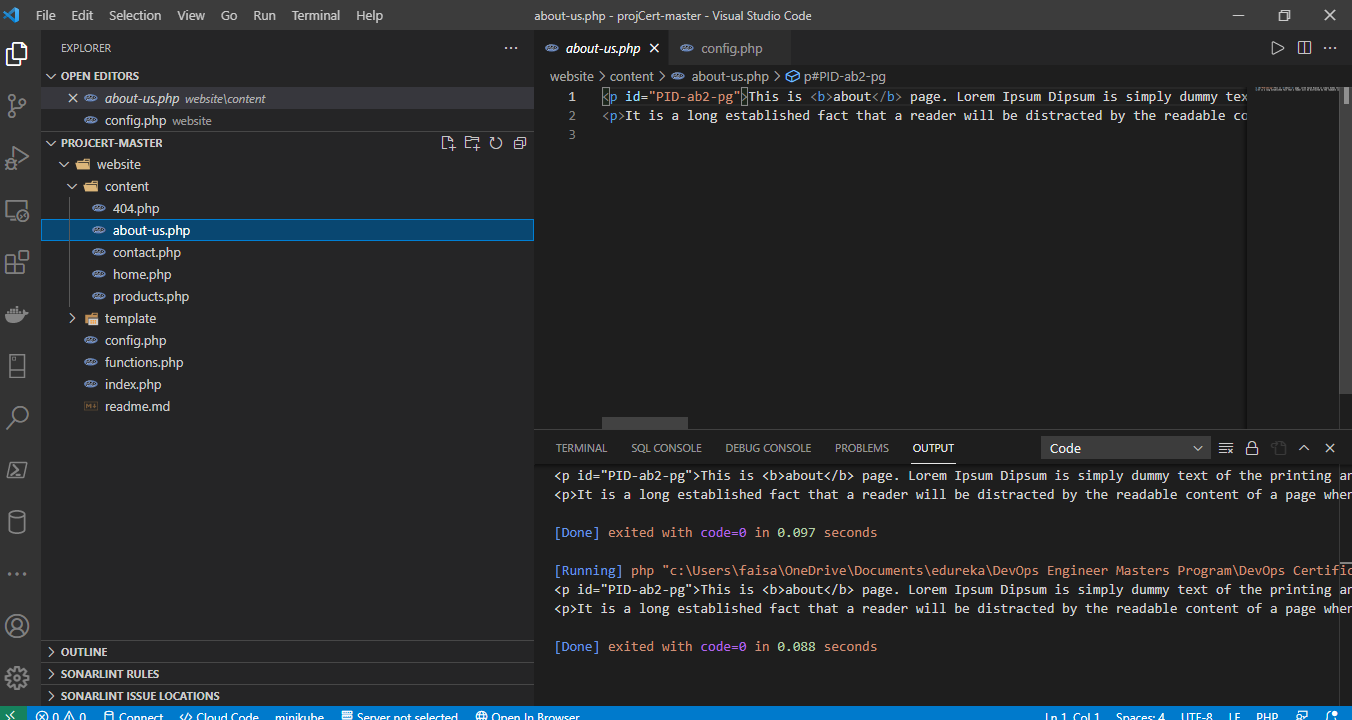 File Edit Selection View Go Run Terminal Help about-us.php - projCert-master - Visual Studio Code
EXPLORER
OPEN EDITORS
about-us.php website\content
config.php website
PROJCERT-MASTER
website
content
404.php
about-us.php
contact.php
home.php
products.php
template
config.php
functions.php
index.php
readme.md
OUTLINE
SONARLINT RULES
SONARLINT ISSUE LOCATIONS
about-us.php config.php
website > content > about-us.php > p#PID-ab2-pg
1 <p id="PID-ab2-pg">This is <b>about</b> page. Lorem Ipsum Dipsum is simply dummy tex
2 <p>It is a long established fact that a reader will be distracted by the readable co
3
TERMINAL SQL CONSOLE DEBUG CONSOLE PROBLEMS OUTPUT Code
<p id="PID-ab2-pg">This is <b>about</b> page. Lorem Ipsum Dipsum is simply dummy text of the printing an
<p>It is a long established fact that a reader will be distracted by the readable content of a page when
[Done] exited with code=0 in 0.097 seconds
[Running] php "c:\Users\faisa\OneDrive\Documents\edureka\DevOps Engineer Masters Program\DevOps Certific
<p id="PID-ab2-pg">This is <b>about</b> page. Lorem Ipsum Dipsum is simply dummy text of the printing an
<p>It is a long established fact that a reader will be distracted by the readable content of a page when
[Done] exited with code=0 in 0.088 seconds
0 0 Connect Cloud Code minikube Server not selected Open In Browser Ln 1, Col 1 Spaces: 4 UTF-8 LF PHP